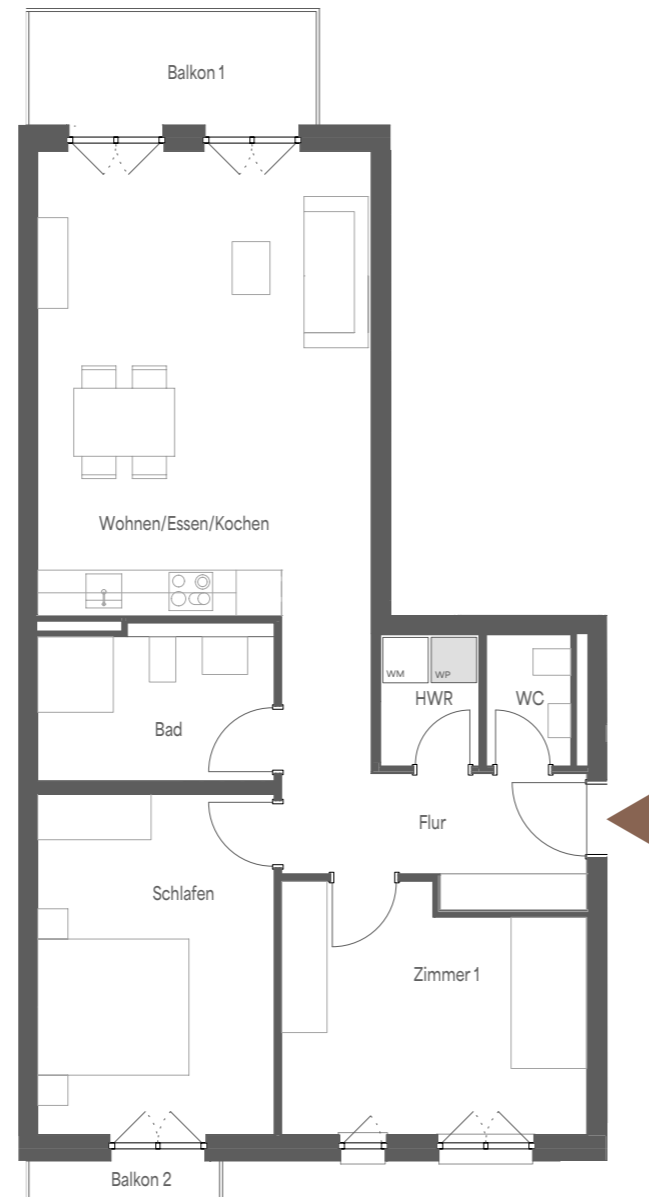 Balkon 1
Wohnen/Essen/Kochen
WM
WP
HWR
WC
Bad
Flur
Schlafen
Zimmer 1
Balkon 2